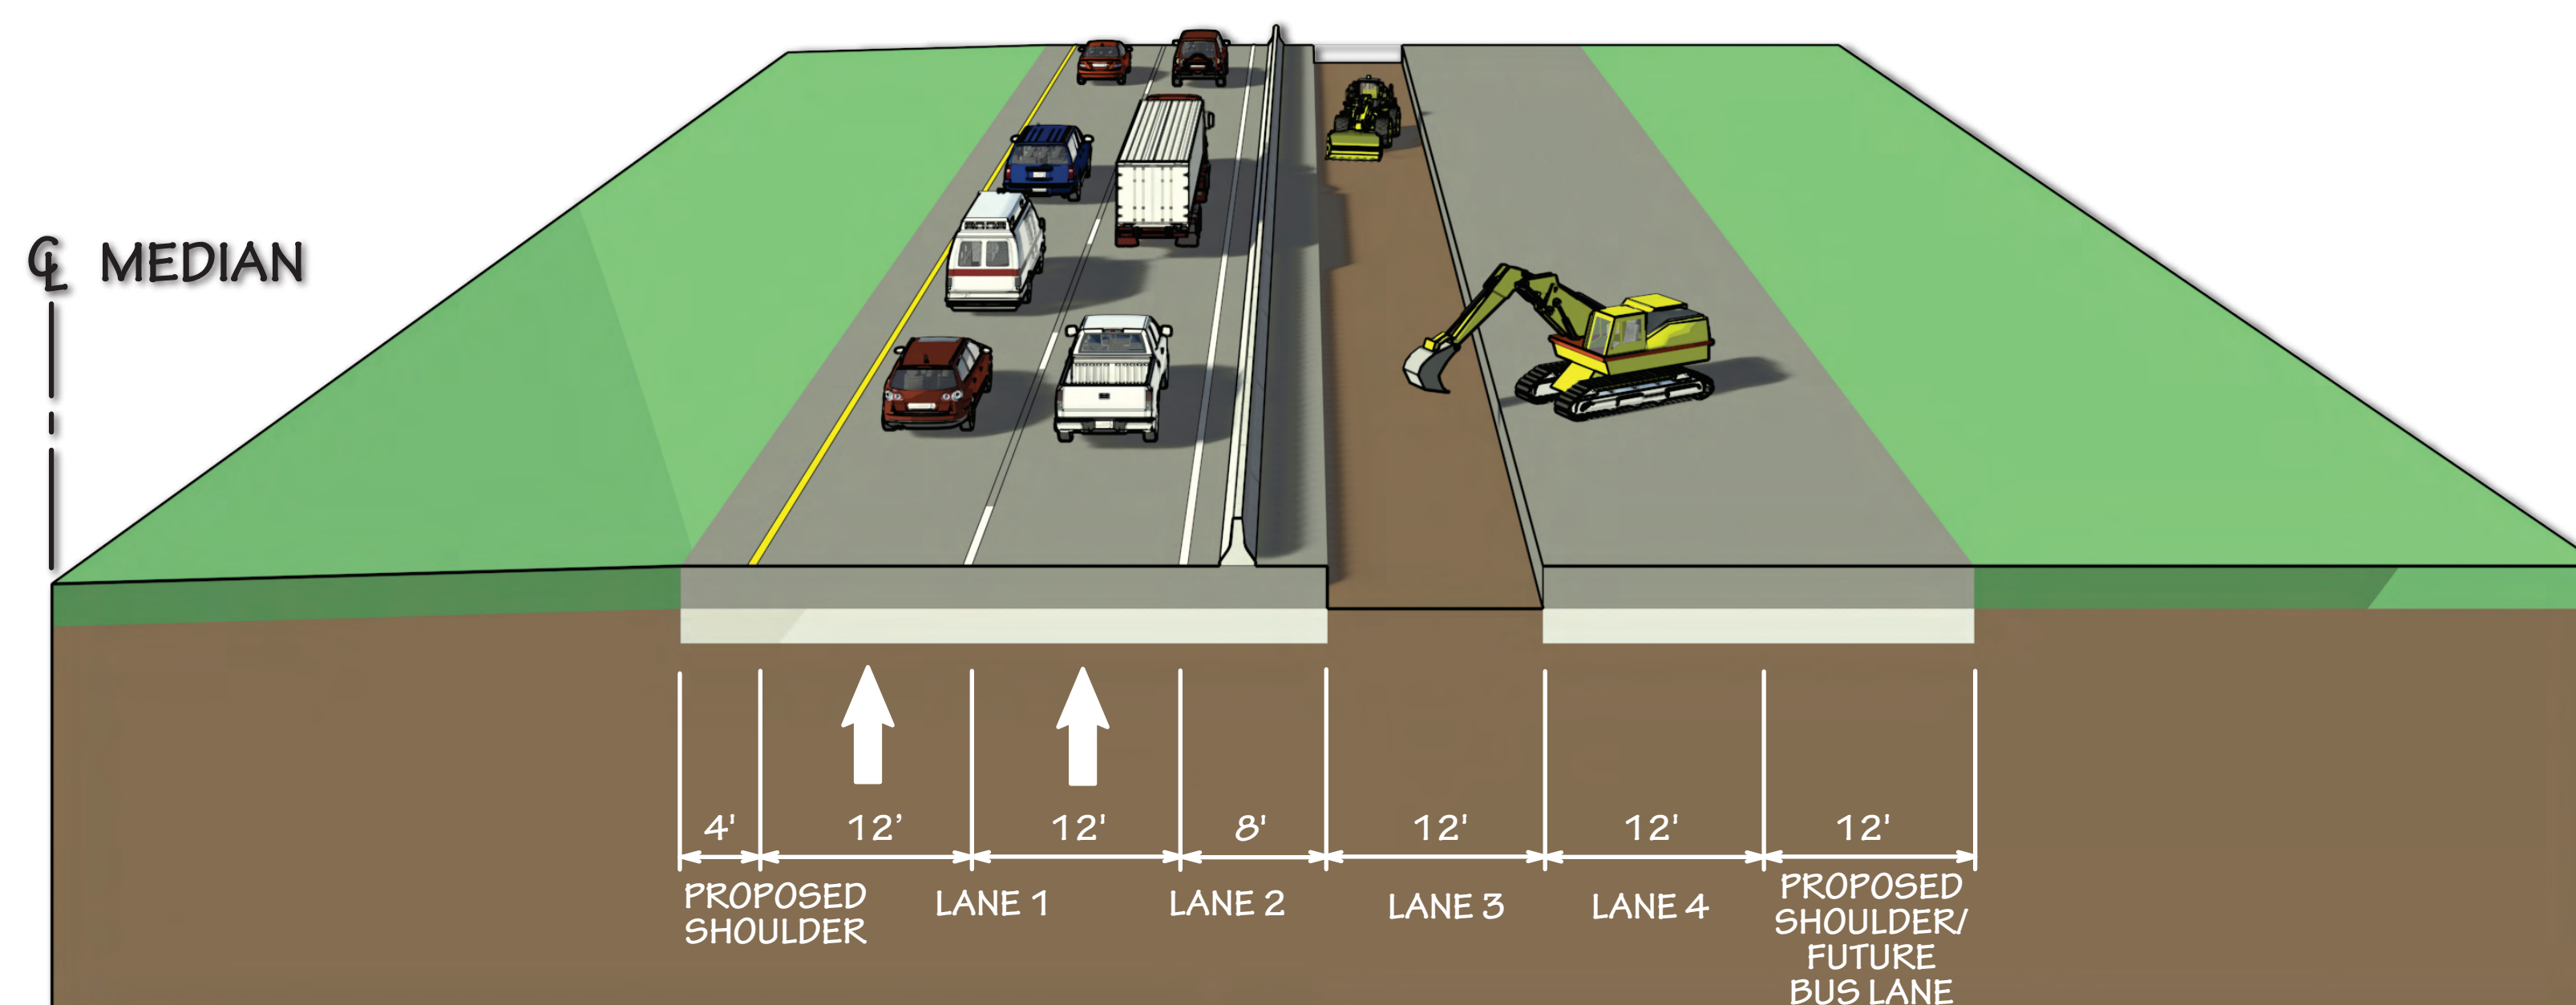 ℄ MEDIAN
4' 12’ 12' 8' 12' 12' 12'
PROPOSED
SHOULDER
LANE 1
LANE 2
LANE 3
LANE 4
PROPOSED
SHOULDER/
FUTURE
BUS LANE